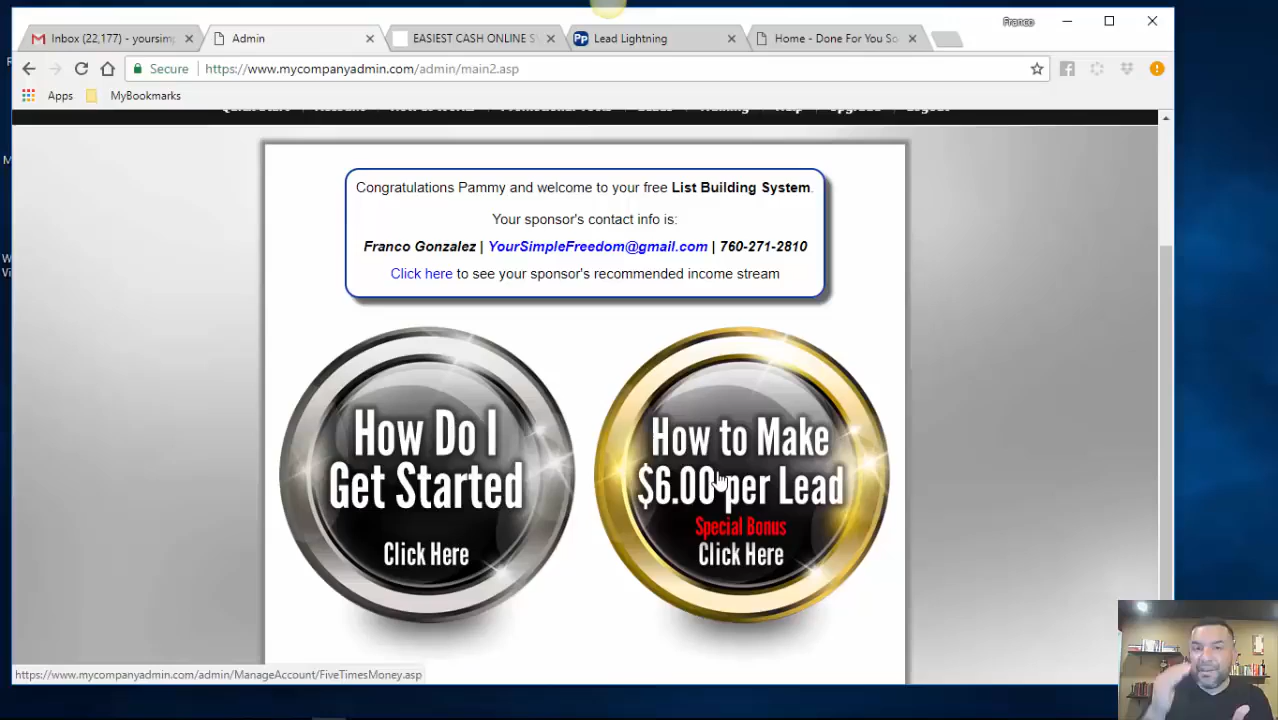 Franco
Inbox (22,177) - yoursimp
Admin
EASIEST CASH ONLINE S
Lead Lightning
Home - Done For You So
Secure
https://www.mycompanyadmin.com/admin/main2.asp
Apps
MyBookmarks
Congratulations Pammy and welcome to your free List Building System.
Your sponsor's contact info is:
Franco Gonzalez | YourSimpleFreedom@gmail.com | 760-271-2810
Click here to see your sponsor's recommended income stream
How Do I
Get Started
Click Here
How to Make
$6.00 per Lead
Special Bonus
Click Here
https://www.mycompanyadmin.com/admin/ManageAccount/FiveTimesMoney.asp